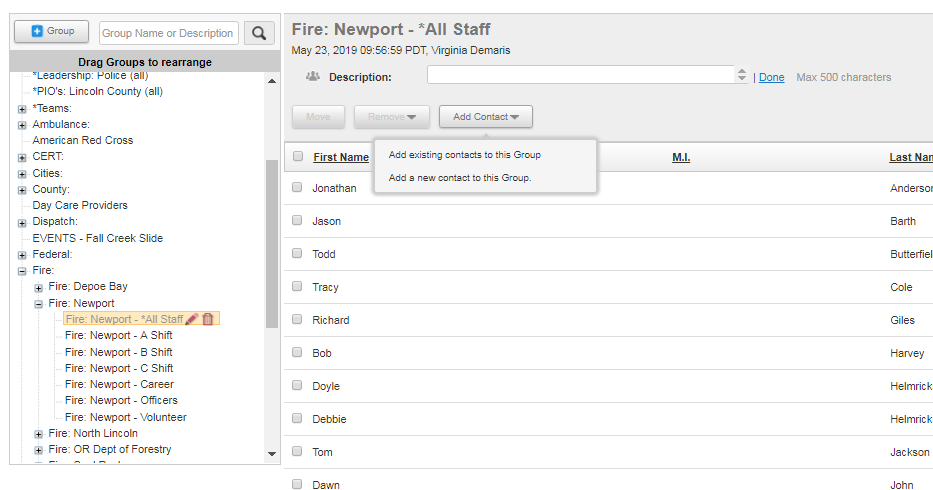 Group
Group Name or Description
Drag Groups to rearrange
*Leadership: Police (all)
*PIO's: Lincoln County (all)
*Teams:
Ambulance:
American Red Cross
CERT:
Cities:
County:
Day Care Providers
Dispatch:
EVENTS - Fall Creek Slide
Federal:
Fire:
Fire: Depoe Bay
Fire: Newport
Fire: Newport - *All Staff
Fire: Newport - A Shift
Fire: Newport - B Shift
Fire: Newport - C Shift
Fire: Newport - Career
Fire: Newport - Officers
Fire: Newport - Volunteer
Fire: North Lincoln
Fire: OR Dept of Forestry
Fire: Newport - *All Staff
May 23, 2019 09:56:59 PDT, Virginia Demaris
Description: | Done Max 500 characters
Move Remove Add Contact
Add existing contacts to this Group
Add a new contact to this Group.
First Name M.I. Last Nam
Jonathan Anderson
Jason Barth
Todd Butterfiel
Tracy Cole
Richard Giles
Bob Harvey
Doyle Helmrick
Debbie Helmrick
Tom Jackson
Dawn John